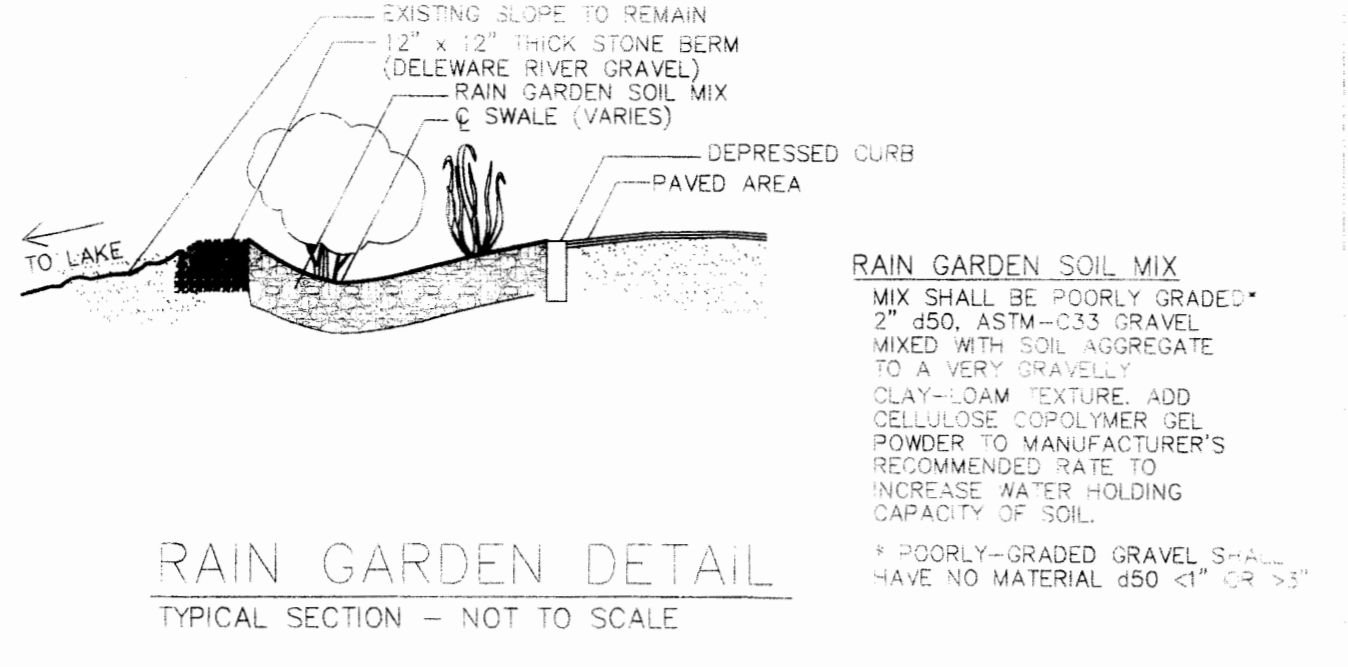 EXISTING SLOPE TO REMAIN
12" x 12" THICK STONE BERM
(DELEWARE RIVER GRAVEL)
RAIN GARDEN SOIL MIX
℄ SWALE (VARIES)
DEPRESSED CURB
PAVED AREA
TO LAKE
RAIN GARDEN SOIL MIX
MIX SHALL BE POORLY GRADED*
2" d50, ASTM-C33 GRAVEL
MIXED WITH SOIL AGGREGATE
TO A VERY GRAVELLY
CLAY-LOAM TEXTURE. ADD
CELLULOSE COPOLYMER GEL
POWDER TO MANUFACTURER'S
RECOMMENDED RATE TO
INCREASE WATER HOLDING
CAPACITY OF SOIL.
* POORLY-GRADED GRAVEL SHALL
HAVE NO MATERIAL d50 <1" OR >3"
RAIN GARDEN DETAIL
TYPICAL SECTION - NOT TO SCALE